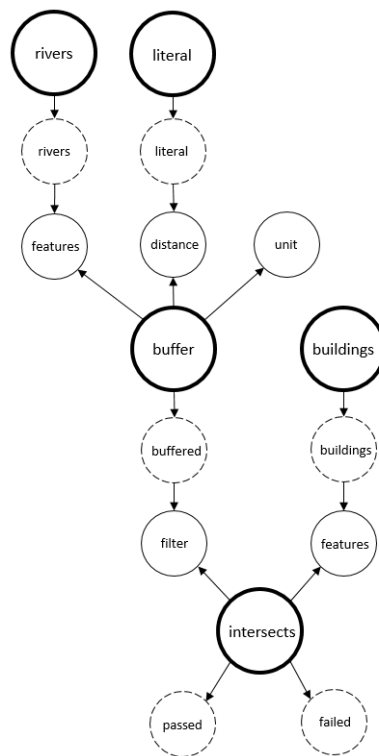 rivers
literal
rivers
literal
features
distance
unit
buffer
buildings
buffered
buildings
filter
features
intersects
passed
failed